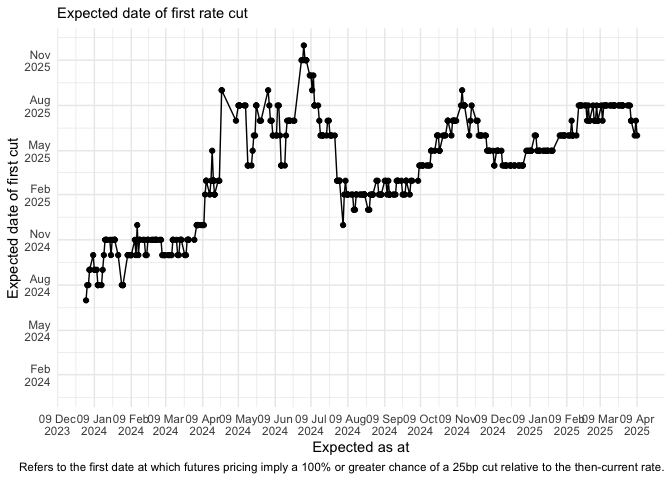 Expected date of first rate cut
Nov
2025
Aug
2025
May
2025
Feb
2025
Nov
2024
Aug
2024
May
2024
Feb
2024
Expected date of first cut
09 Dec 09 Jan 09 Feb 09 Mar 09 Apr 09 May 09 Jun 09 Jul 09 Aug 09 Sep 09 Oct 09 Nov 09 Dec 09 Jan 09 Feb 09 Mar 09 Apr
2023 2024 2024 2024 2024 2024 2024 2024 2024 2024 2024 2024 2024 2025 2025 2025 2025
Expected as at
Refers to the first date at which futures pricing imply a 100% or greater chance of a 25bp cut relative to the then-current rate.